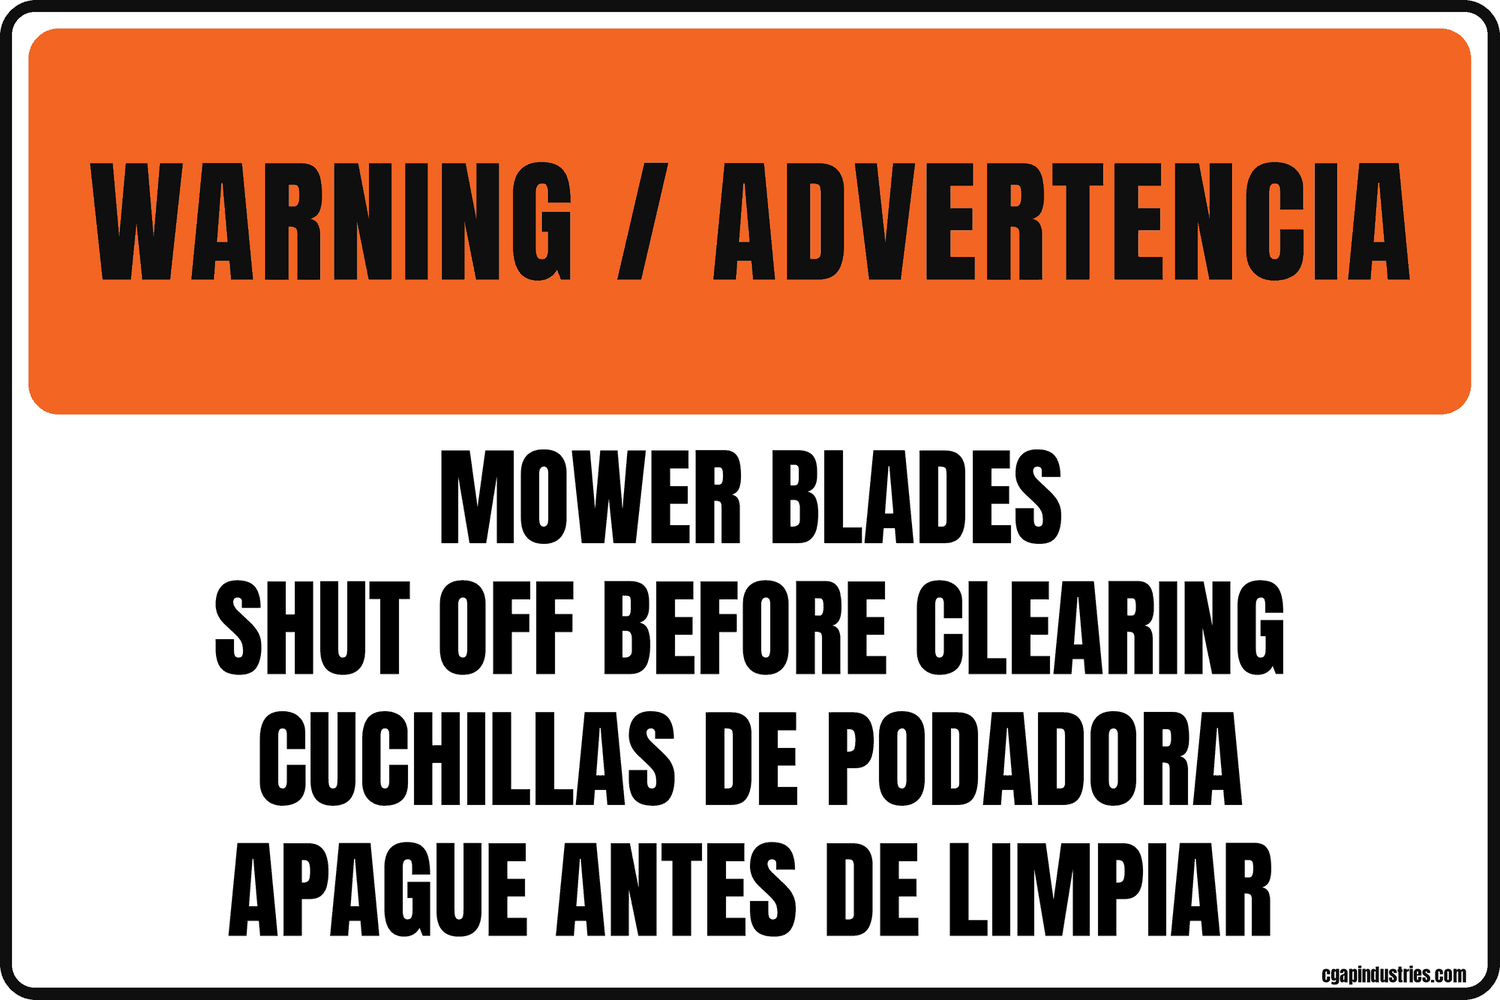 WARNING / ADVERTENCIA
MOWER BLADES
SHUT OFF BEFORE CLEARING
CUCHILLAS DE PODADORA
APAGUE ANTES DE LIMPIAR
cgapindustries.com